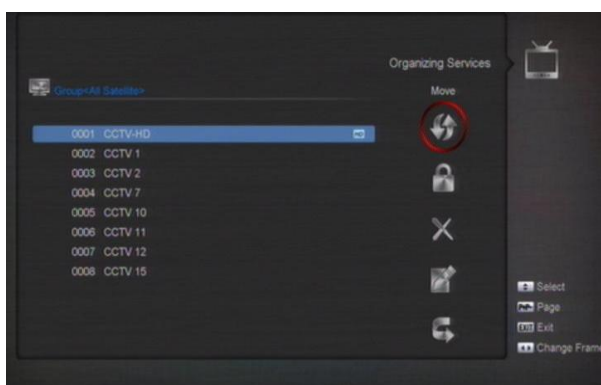 Organizing Services
Group<All Satellite>
Move
0001 CCTV-HD
0002 CCTV 1
0003 CCTV 2
0004 CCTV 7
0005 CCTV 10
0006 CCTV 11
0007 CCTV 12
0008 CCTV 15
Select
Page
EXIT Exit
Change Frame